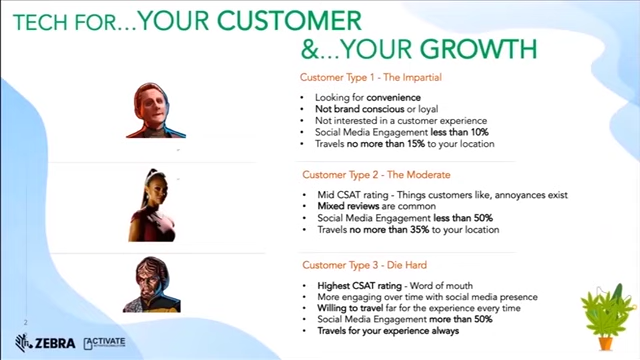 TECH FOR...YOUR CUSTOMER
&...YOUR GROWTH
Customer Type 1 - The Impartial
• Looking for convenience
• Not brand conscious or loyal
• Not interested in a customer experience
• Social Media Engagement less than 10%
• Travels no more than 15% to your location
Customer Type 2 - The Moderate
• Mid CSAT rating - Things customers like, annoyances exist
• Mixed reviews are common
• Social Media Engagement less than 50%
• Travels no more than 35% to your location
Customer Type 3 - Die Hard
• Highest CSAT rating - Word of mouth
• More engaging over time with social media presence
• Willing to travel far for the experience every time
• Social Media Engagement more than 50%
• Travels for your experience always
2
ZEBRA
ACTIVATE